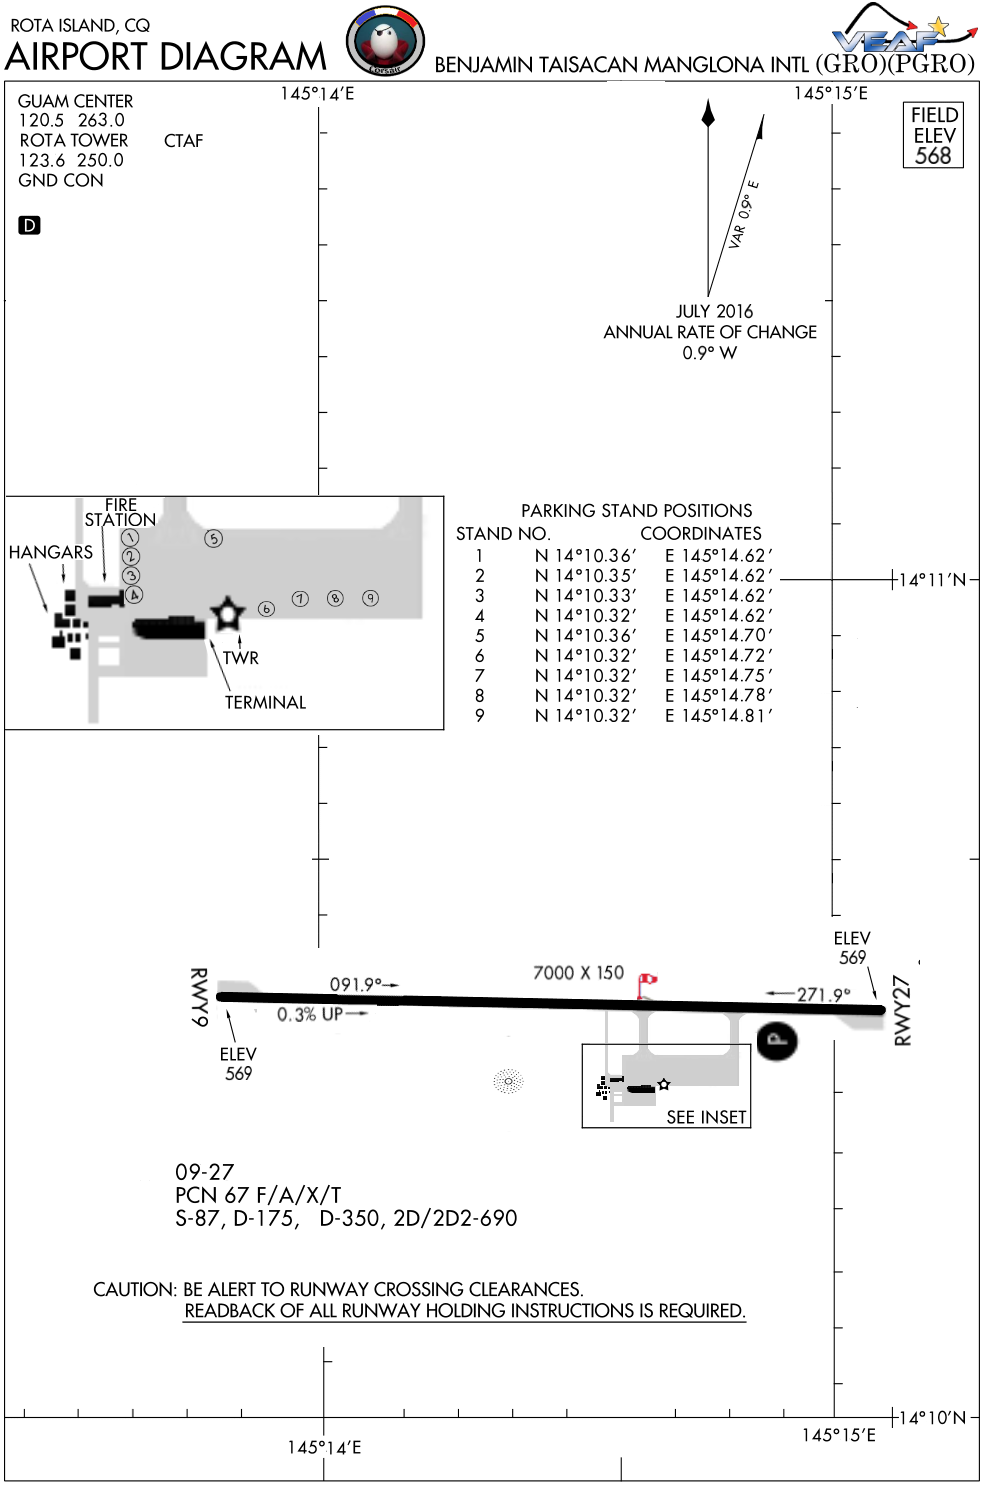 ROTA ISLAND, CQ
AIRPORT DIAGRAM
Corsair
VEAF
BENJAMIN TAISACAN MANGLONA INTL (GRO)(PGRO)
145°14'E
145°15'E
GUAM CENTER
120.5 263.0
ROTA TOWER CTAF
123.6 250.0
GND CON
D
FIELD
ELEV
568
VAR 0.9° E
JULY 2016
ANNUAL RATE OF CHANGE
0.9° W
FIRE
STATION
HANGARS
1
2
3
4
5
6
7
8
9
TWR
TERMINAL
PARKING STAND POSITIONS
STAND NO. COORDINATES
1 N 14°10.36' E 145°14.62'
2 N 14°10.35' E 145°14.62'
3 N 14°10.33' E 145°14.62'
4 N 14°10.32' E 145°14.62'
5 N 14°10.36' E 145°14.70'
6 N 14°10.32' E 145°14.72'
7 N 14°10.32' E 145°14.75'
8 N 14°10.32' E 145°14.78'
9 N 14°10.32' E 145°14.81'
14°11'N
ELEV
569
RWY9
091.9°
7000 X 150
271.9°
RWY27
0.3% UP
ELEV
569
P
SEE INSET
09-27
PCN 67 F/A/X/T
S-87, D-175, D-350, 2D/2D2-690
CAUTION: BE ALERT TO RUNWAY CROSSING CLEARANCES.
READBACK OF ALL RUNWAY HOLDING INSTRUCTIONS IS REQUIRED.
14°10'N
145°14'E
145°15'E